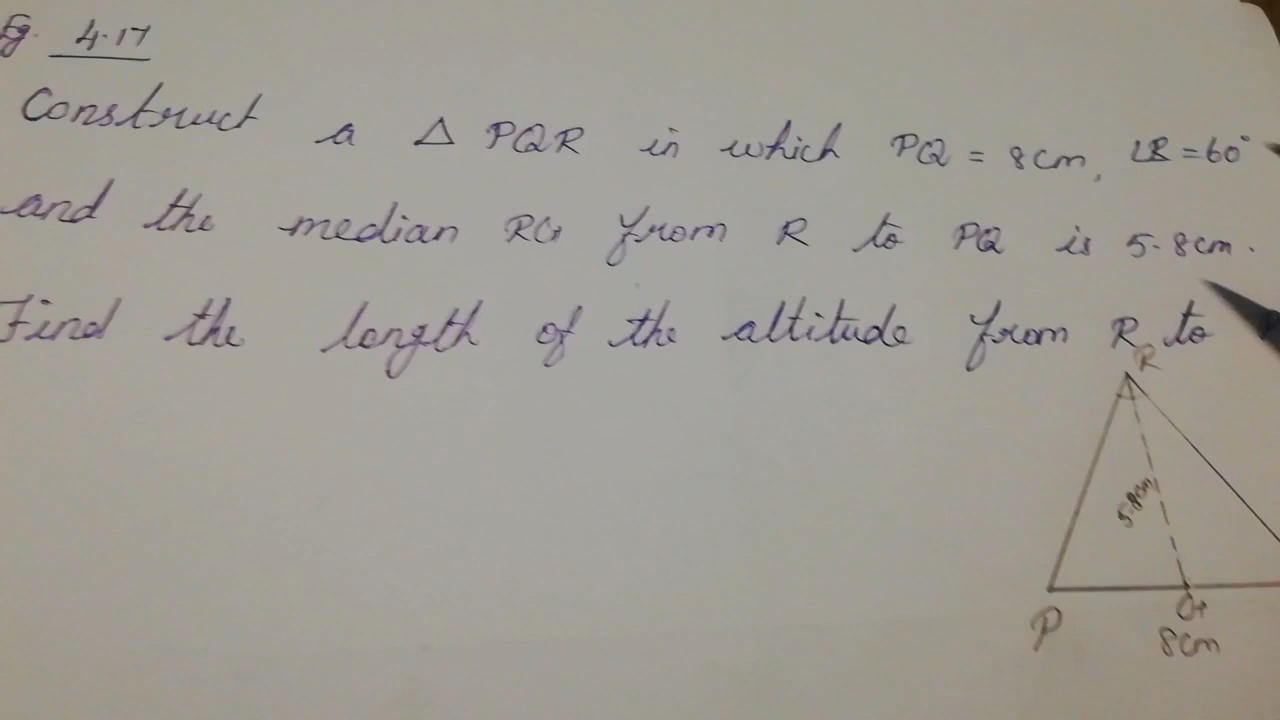 Eg. 4.17
Construct a △ PQR in which PQ = 8cm, ∠R = 60°
and the median RG from R to PQ is 5.8cm.
Find the length of the altitude from R to
R
5.8cm
P G
8cm